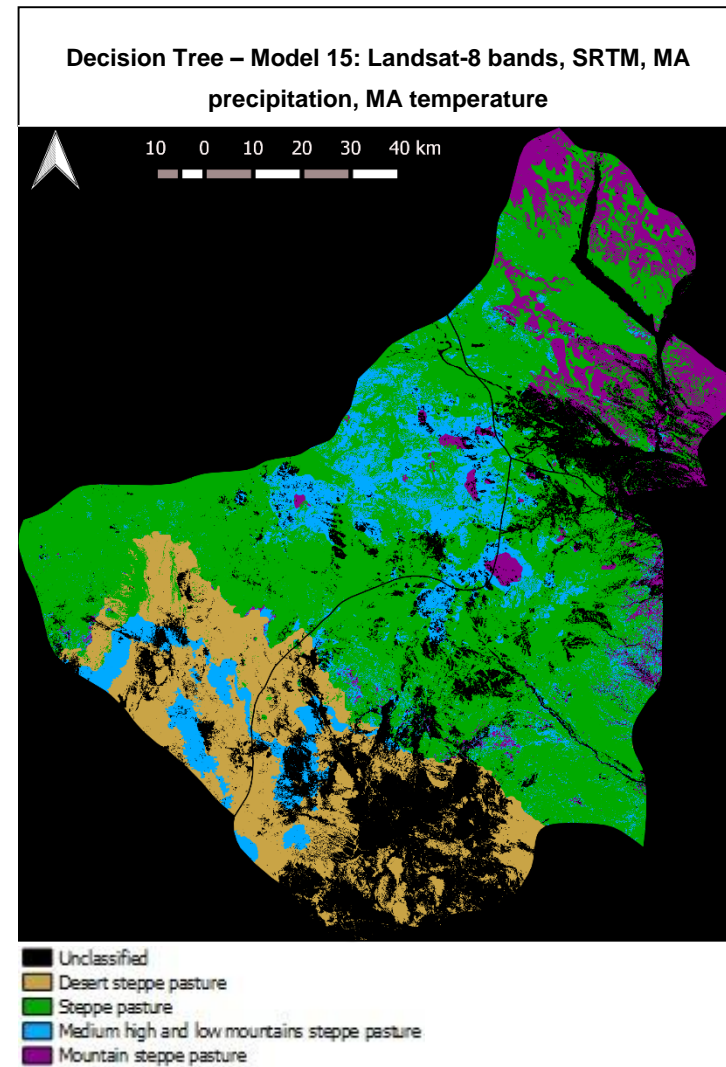 Decision Tree – Model 15: Landsat-8 bands, SRTM, MA
precipitation, MA temperature
10 0 10 20 30 40 km
Unclassified
Desert steppe pasture
Steppe pasture
Medium high and low mountains steppe pasture
Mountain steppe pasture